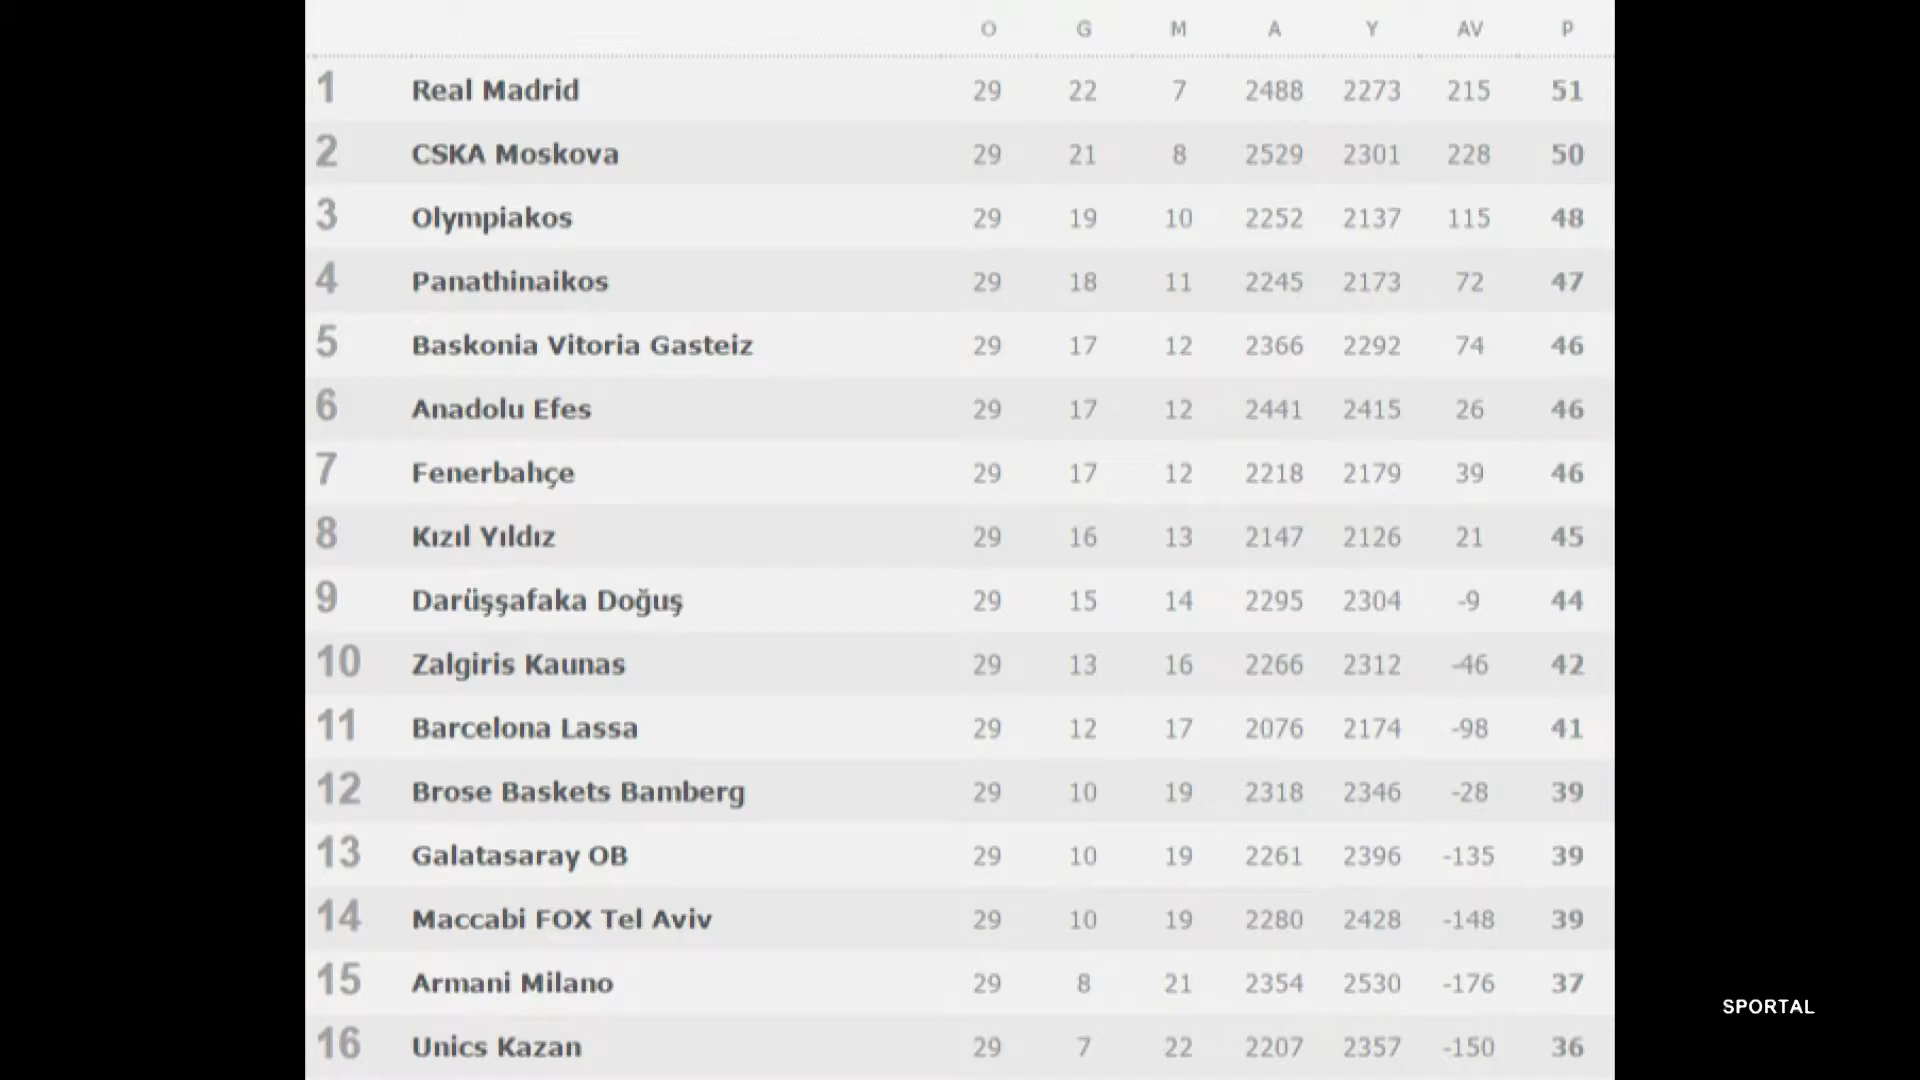 O G M A Y AV P
1 Real Madrid 29 22 7 2488 2273 215 51
2 CSKA Moskova 29 21 8 2529 2301 228 50
3 Olympiakos 29 19 10 2252 2137 115 48
4 Panathinaikos 29 18 11 2245 2173 72 47
5 Baskonia Vitoria Gasteiz 29 17 12 2366 2292 74 46
6 Anadolu Efes 29 17 12 2441 2415 26 46
7 Fenerbahçe 29 17 12 2218 2179 39 46
8 Kızıl Yıldız 29 16 13 2147 2126 21 45
9 Darüşşafaka Doğuş 29 15 14 2295 2304 -9 44
10 Zalgiris Kaunas 29 13 16 2266 2312 -46 42
11 Barcelona Lassa 29 12 17 2076 2174 -98 41
12 Brose Baskets Bamberg 29 10 19 2318 2346 -28 39
13 Galatasaray OB 29 10 19 2261 2396 -135 39
14 Maccabi FOX Tel Aviv 29 10 19 2280 2428 -148 39
15 Armani Milano 29 8 21 2354 2530 -176 37
16 Unics Kazan 29 7 22 2207 2357 -150 36
SPORTAL